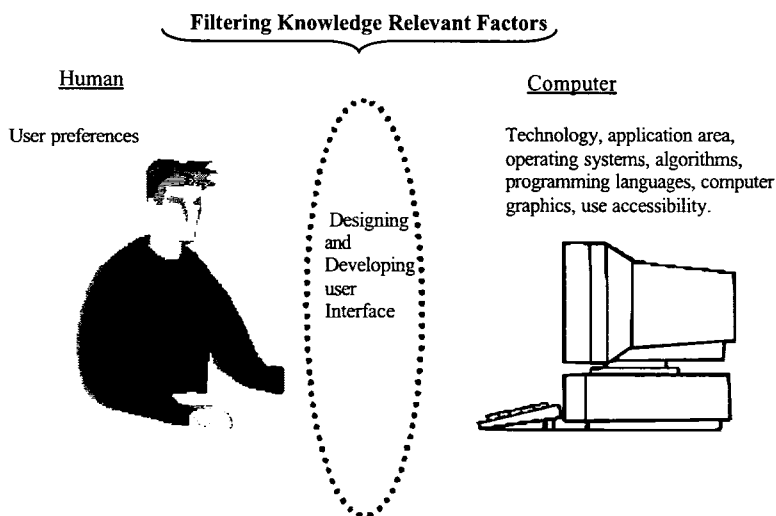 Filtering Knowledge Relevant Factors
Human
User preferences
Designing
and
Developing
user
Interface
Computer
Technology, application area,
operating systems, algorithms,
programming languages, computer
graphics, use accessibility.